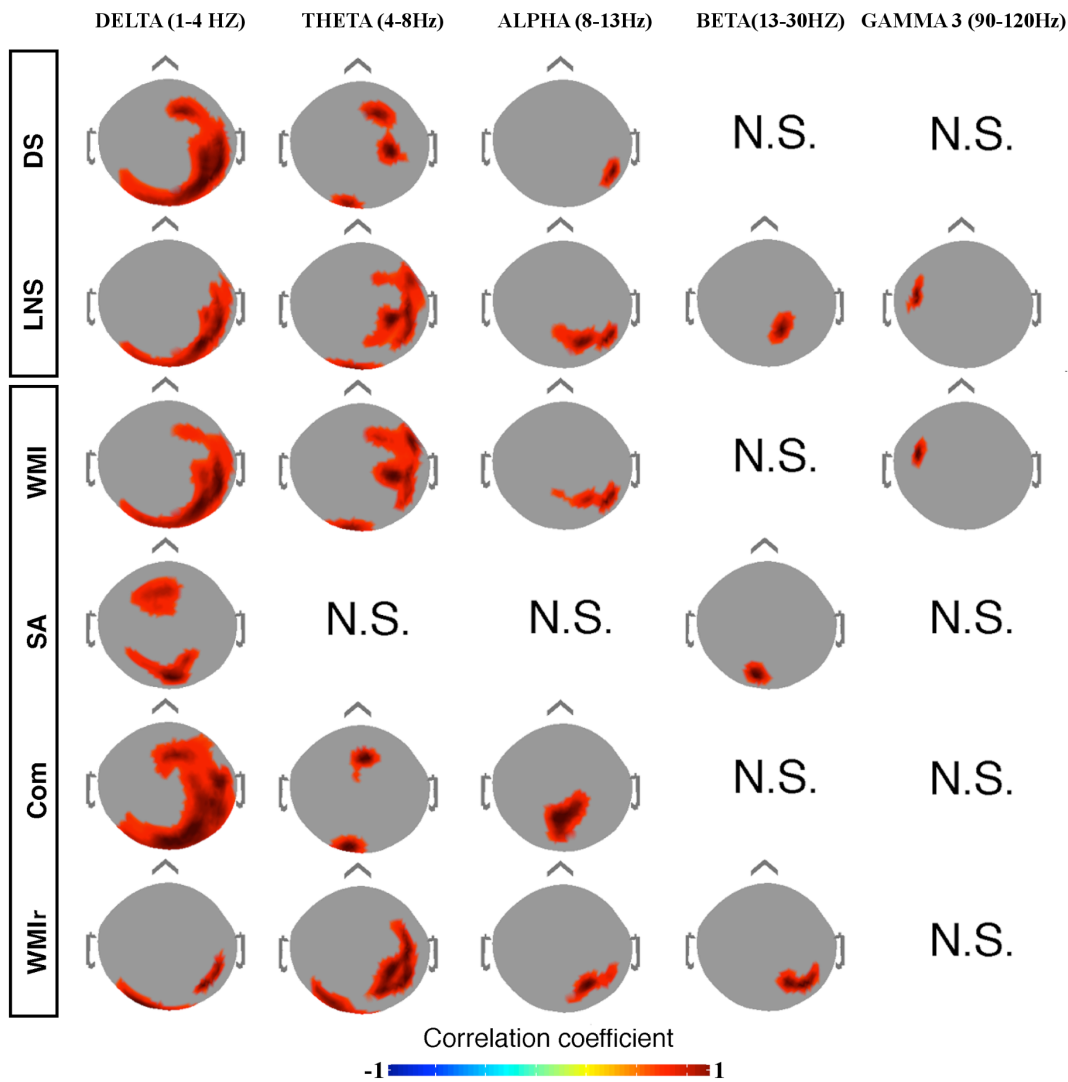 DELTA (1-4 HZ) THETA (4-8Hz) ALPHA (8-13Hz) BETA(13-30HZ) GAMMA 3 (90-120Hz)
DS N.S. N.S.
LNS
WMI N.S.
SA N.S. N.S. N.S.
Com N.S. N.S.
WMIr N.S.
Correlation coefficient
-1 1